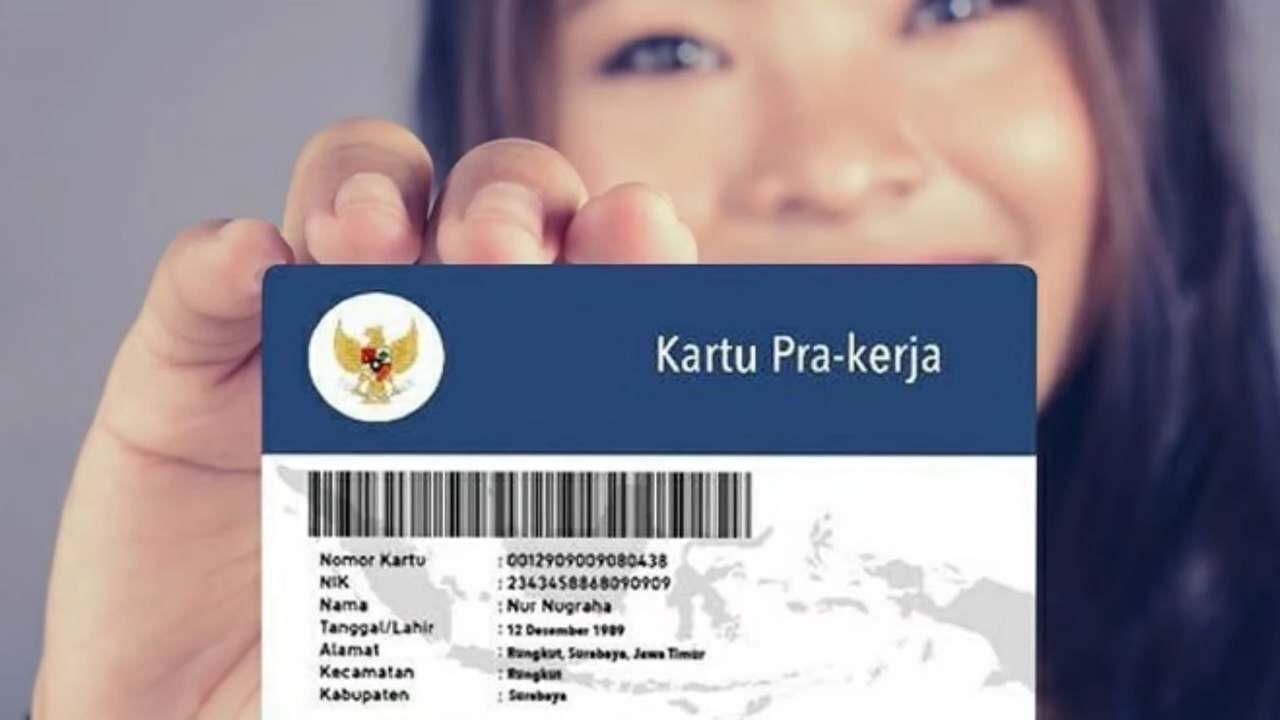 Kartu Pra-kerja
Nomor Kartu : 0012909009080438
NIK : 2343458868090909
Nama : Nur Nugraha
Tanggal/Lahir : 12 Desember 1989
Alamat : Rungkut, Surabaya, Jawa Timur
Kecamatan : Rungkut
Kabupaten : Surabaya